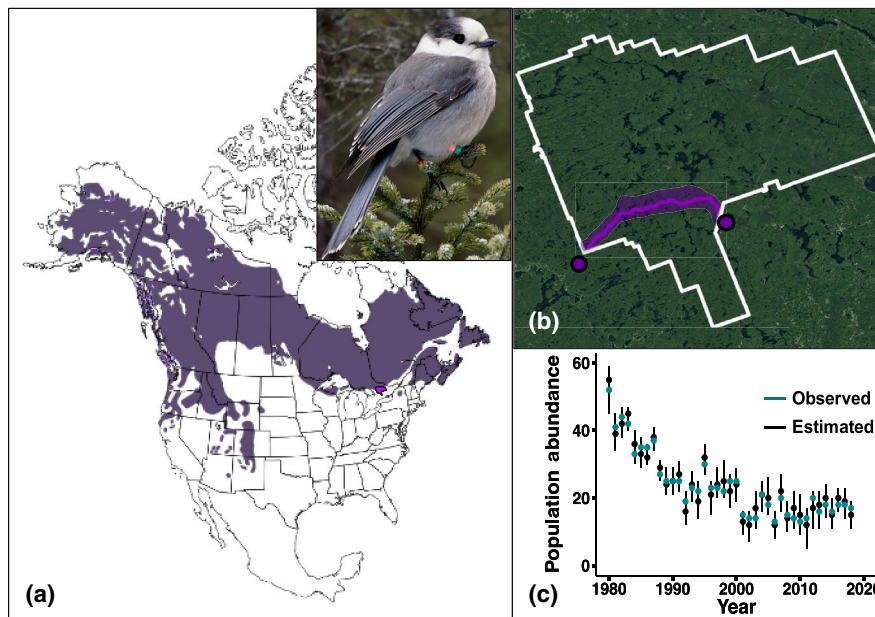 (a)
(b)
Population abundance
60
40
20
0
Observed
Estimated
1980
1990
2000
2010
2020
Year
(c)